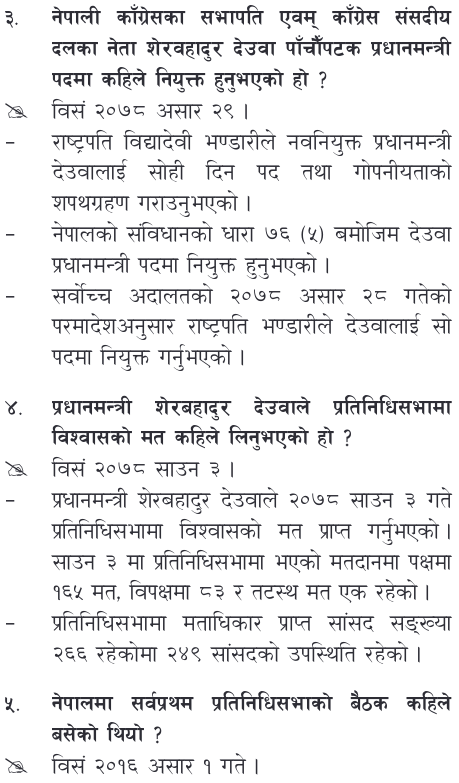 ३. नेपाली काँग्रेसका सभापति एवम् काँग्रेस संसदीय
दलका नेता शेरवहादुर देउवा पाँचौँपटक प्रधानमन्त्री
पदमा कहिले नियुक्त हुनुभएको हो ?
विसं २०७८ असार २९ ।
– राष्ट्रपति विद्यादेवी भण्डारीले नवनियुक्त प्रधानमन्त्री
देउवालाई सोही दिन पद तथा गोपनीयताको
शपथग्रहण गराउनुभएको ।
– नेपालको संविधानको धारा ७६ (५) बमोजिम देउवा
प्रधानमन्त्री पदमा नियुक्त हुनुभएको ।
– सर्वोच्च अदालतको २०७८ असार २८ गतेको
परमादेशअनुसार राष्ट्रपति भण्डारीले देउवालाई सो
पदमा नियुक्त गर्नुभएको ।
४. प्रधानमन्त्री शेरबहादुर देउवाले प्रतिनिधिसभामा
विश्वासको मत कहिले लिनुभएको हो ?
विसं २०७८ साउन ३ ।
– प्रधानमन्त्री शेरबहादुर देउवाले २०७८ साउन ३ गते
प्रतिनिधिसभामा विश्वासको मत प्राप्त गर्नुभएको ।
साउन ३ मा प्रतिनिधिसभामा भएको मतदानमा पक्षमा
१६५ मत, विपक्षमा ८३ र तटस्थ मत एक रहेको ।
– प्रतिनिधिसभामा मताधिकार प्राप्त सांसद सङ्ख्या
२६६ रहेकोमा २४९ सांसदको उपस्थिति रहेको ।
५. नेपालमा सर्वप्रथम प्रतिनिधिसभाको बैठक कहिले
बसेको थियो ?
विसं २०१६ असार १ गते ।